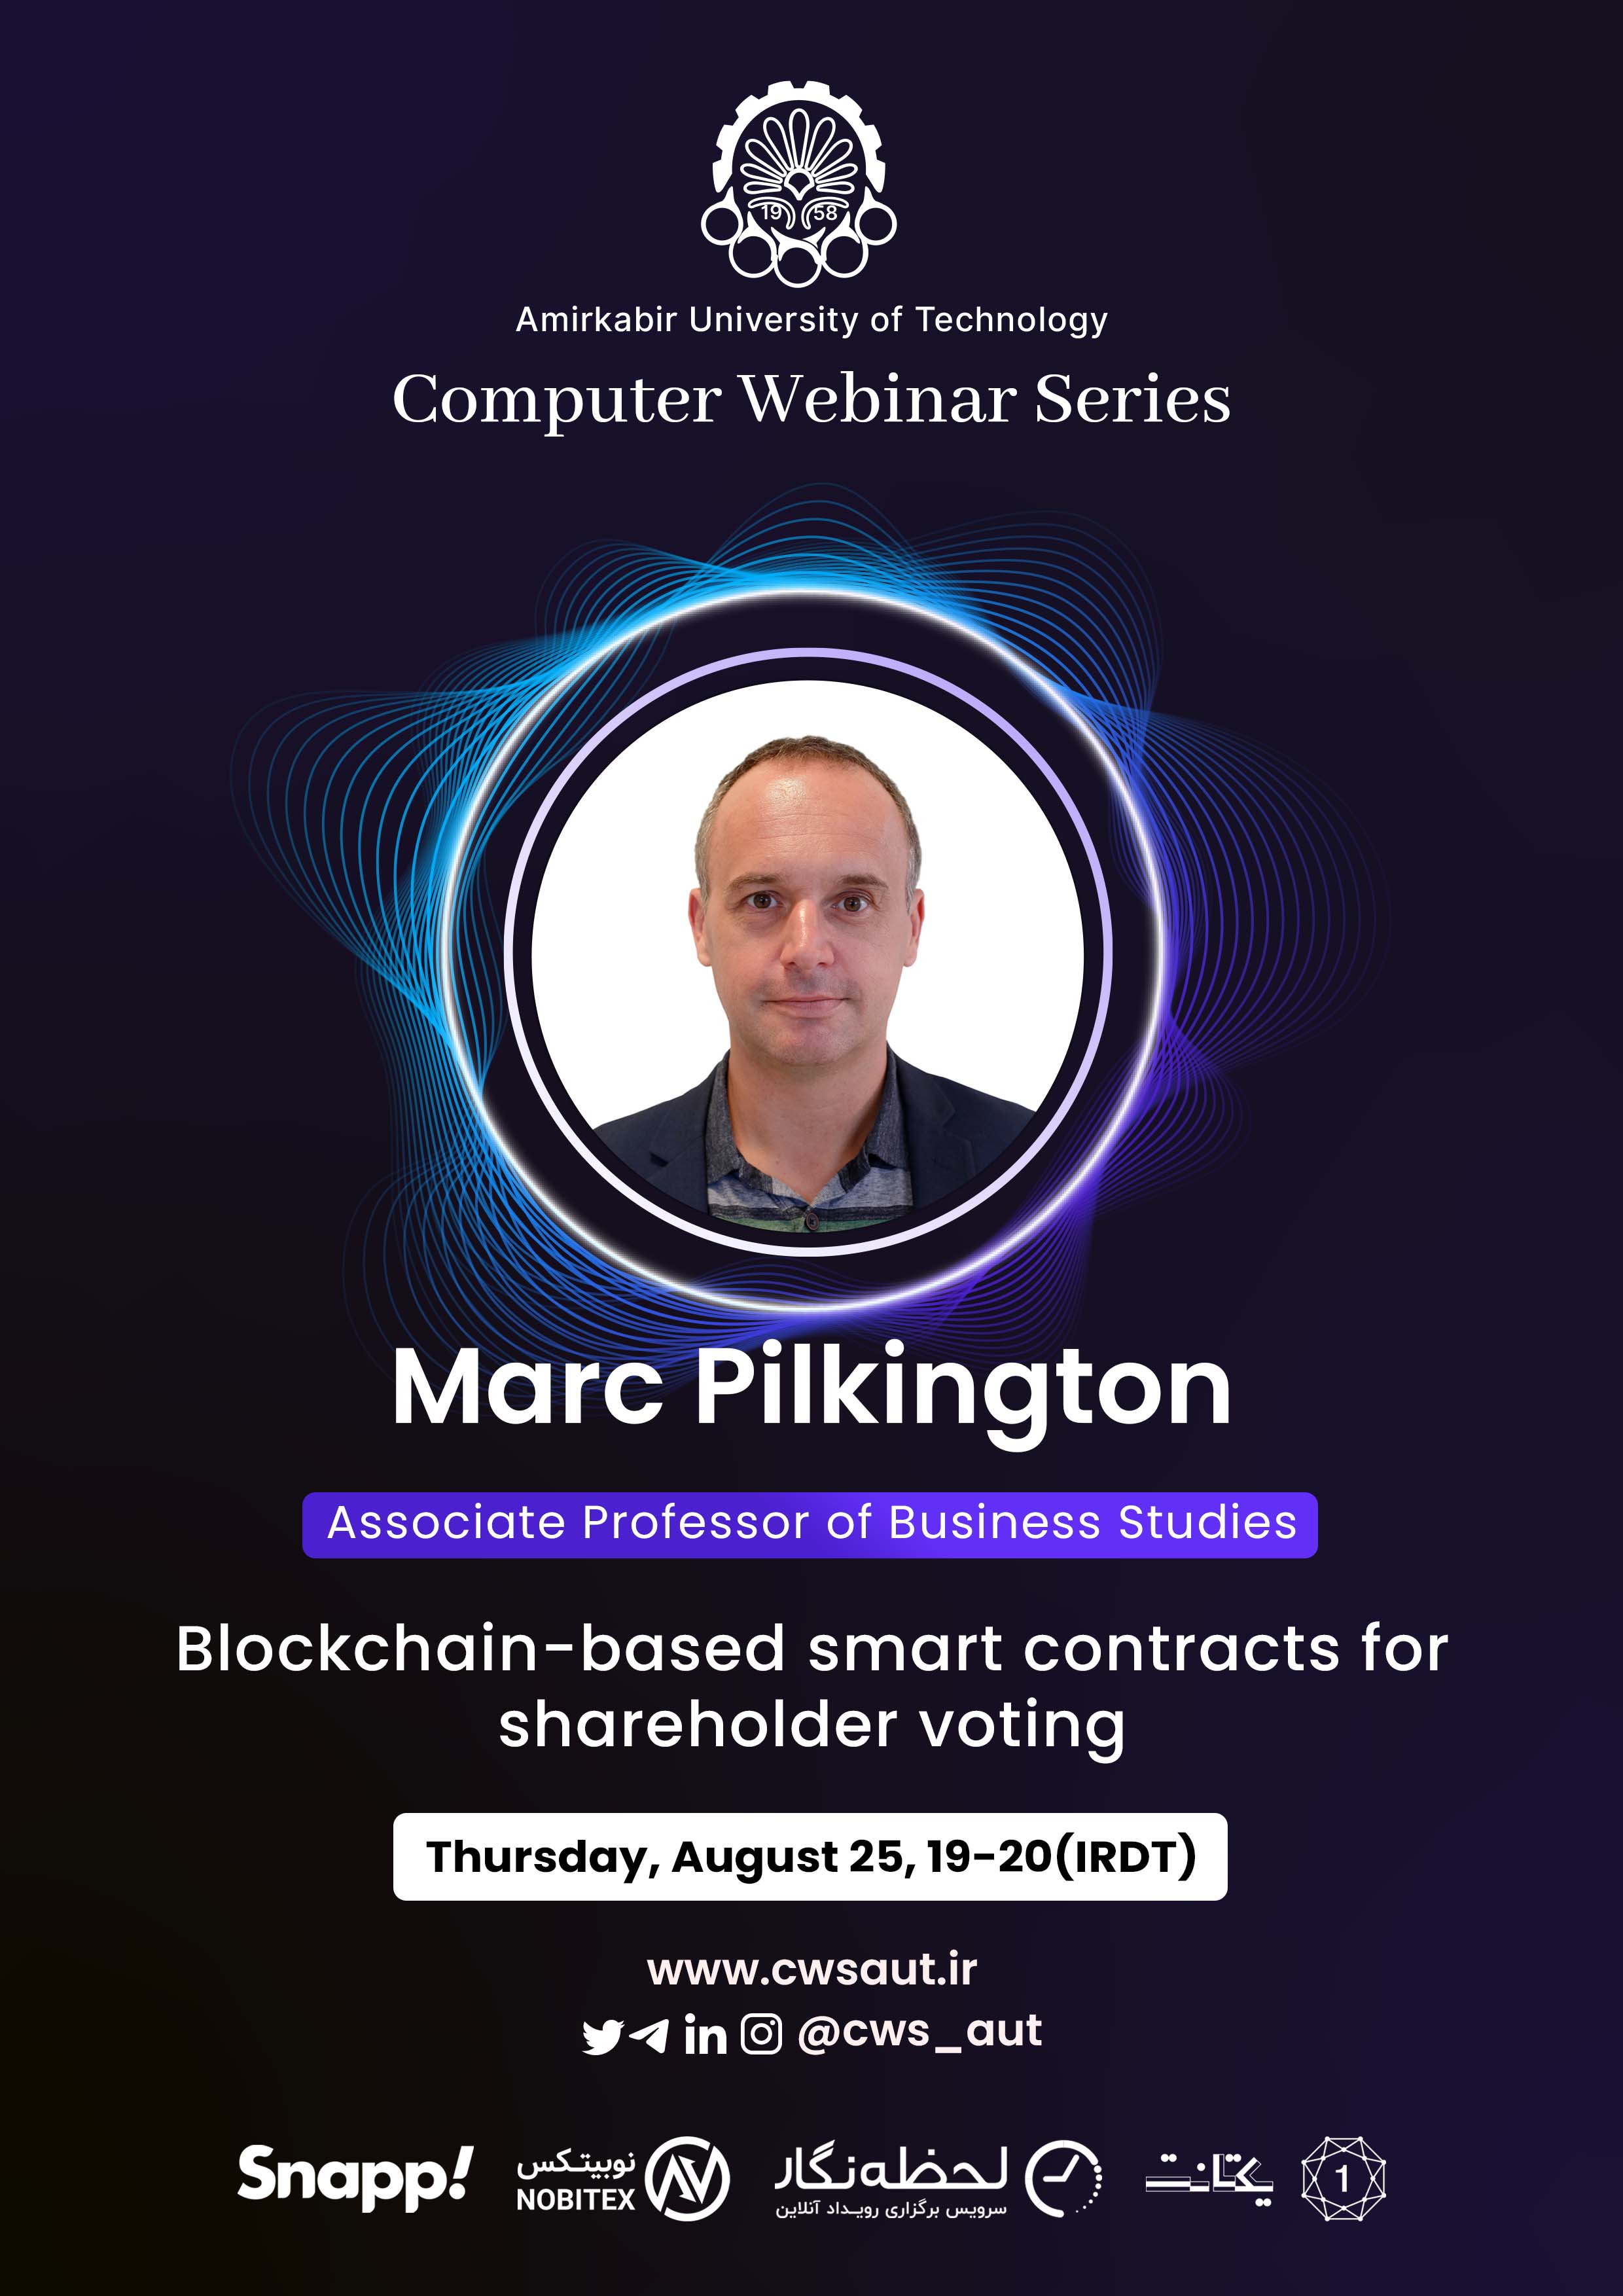 19 58
Amirkabir University of Technology
Computer Webinar Series
Marc Pilkington
Associate Professor of Business Studies
Blockchain-based smart contracts for
shareholder voting
Thursday, August 25, 19-20(IRDT)
www.cwsaut.ir
in @cws_aut
Snapp!
نوبیتکس
NOBITEX
لحظه‌نگار
سرویس برگزاری رویداد آنلاین
یکتانت
1